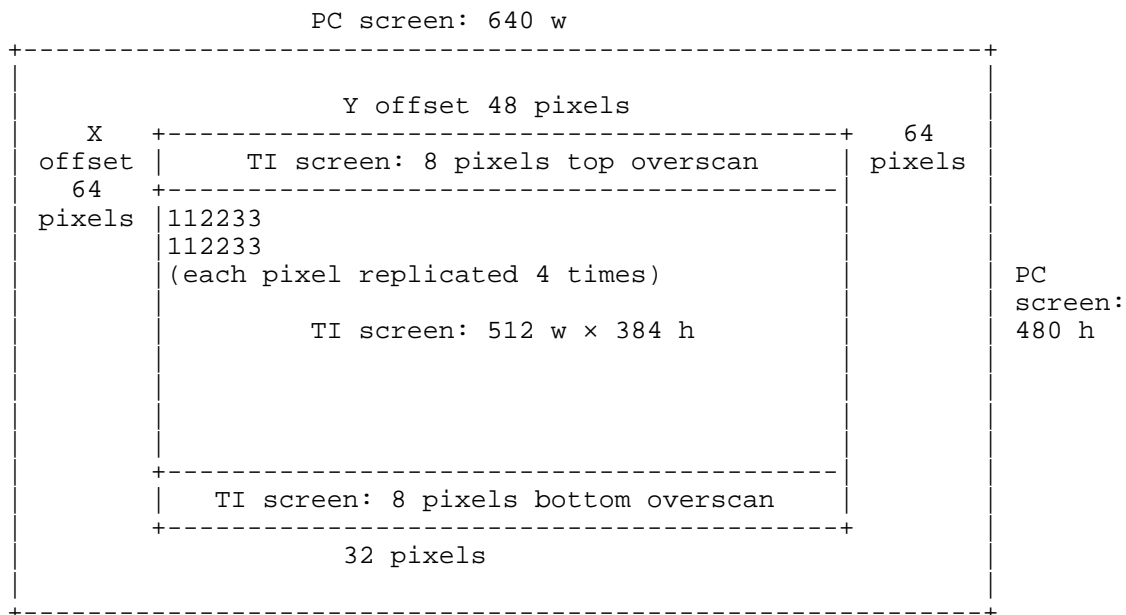 PC screen: 640 w
Y offset 48 pixels
X 64
offset TI screen: 8 pixels top overscan pixels
64
pixels 112233
112233
(each pixel replicated 4 times) PC
screen:
TI screen: 512 w × 384 h 480 h
TI screen: 8 pixels bottom overscan
32 pixels